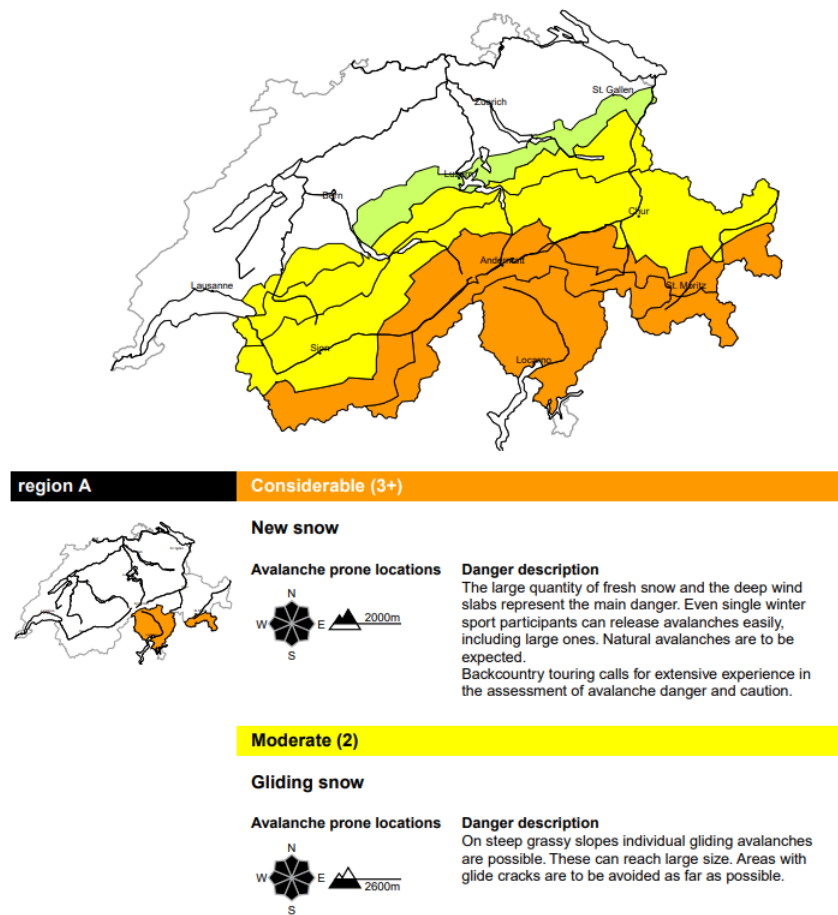 St. Gallen
Zuerich
Luzern
Bern
Chur
Andermatt
Lausanne
St. Moritz
Sion
Locarno
region A
Considerable (3+)
New snow
Avalanche prone locations
N
W
E
S
2000m
Danger description
The large quantity of fresh snow and the deep wind
slabs represent the main danger. Even single winter
sport participants can release avalanches easily,
including large ones. Natural avalanches are to be
expected.
Backcountry touring calls for extensive experience in
the assessment of avalanche danger and caution.
Moderate (2)
Gliding snow
Avalanche prone locations
N
W
E
S
2600m
Danger description
On steep grassy slopes individual gliding avalanches
are possible. These can reach large size. Areas with
glide cracks are to be avoided as far as possible.